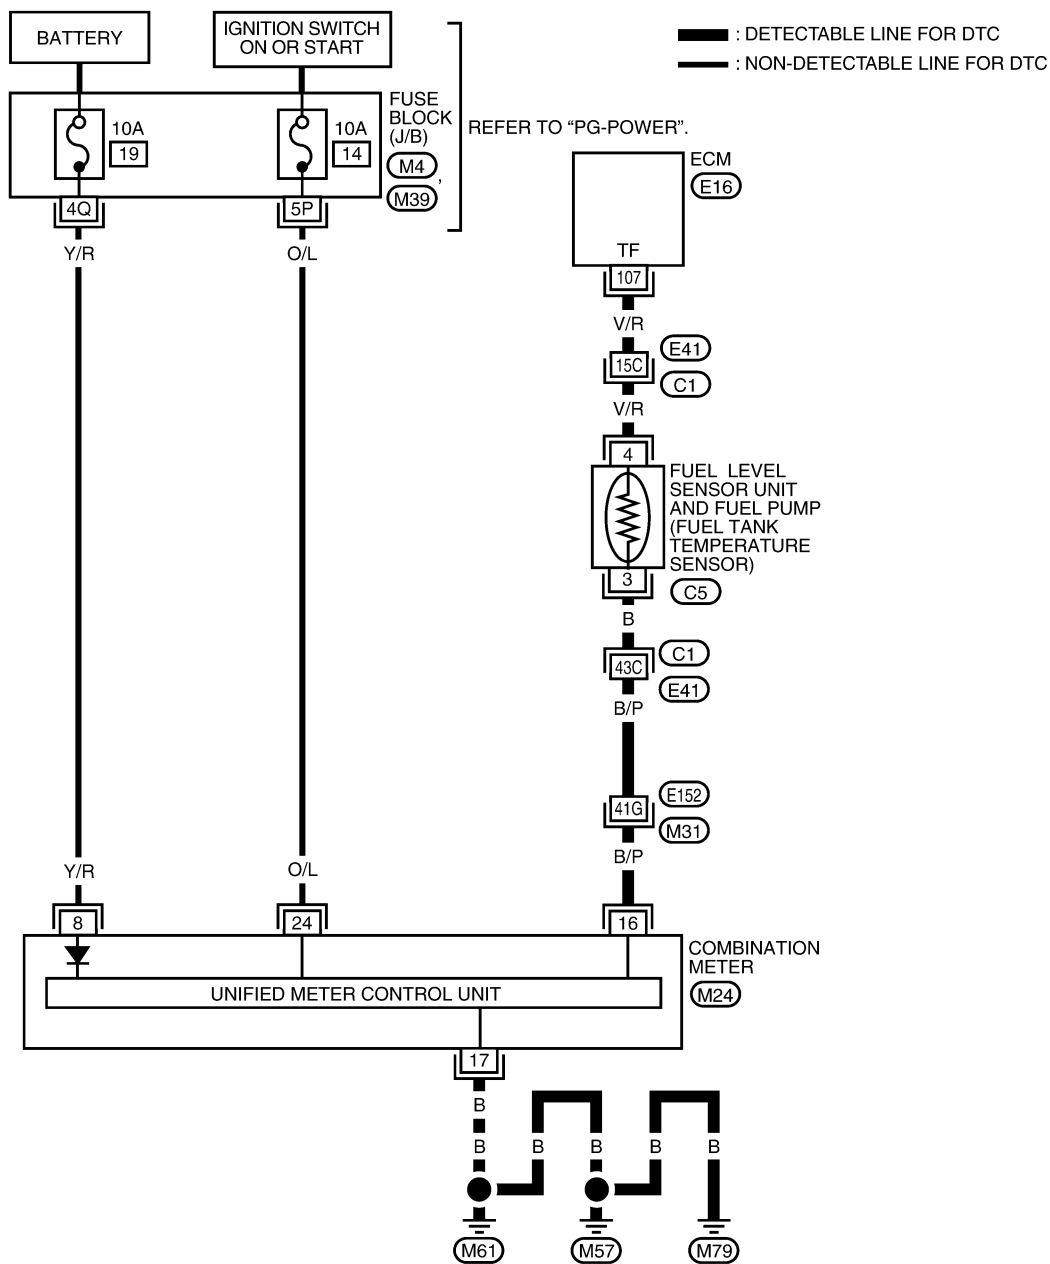 BATTERY
IGNITION SWITCH
ON OR START
: DETECTABLE LINE FOR DTC
: NON-DETECTABLE LINE FOR DTC
10A
19
10A
14
FUSE
BLOCK
(J/B)
M4
,
M39
REFER TO “PG-POWER”.
4Q
5P
Y/R
O/L
ECM
E16
TF
107
V/R
15C
E41
C1
V/R
4
FUEL LEVEL
SENSOR UNIT
AND FUEL PUMP
(FUEL TANK
TEMPERATURE
SENSOR)
3
C5
B
C1
43C
E41
B/P
E152
41G
M31
B/P
Y/R
O/L
8
24
16
COMBINATION
METER
M24
UNIFIED METER CONTROL UNIT
17
B
B
B
B
B
B
M61
M57
M79